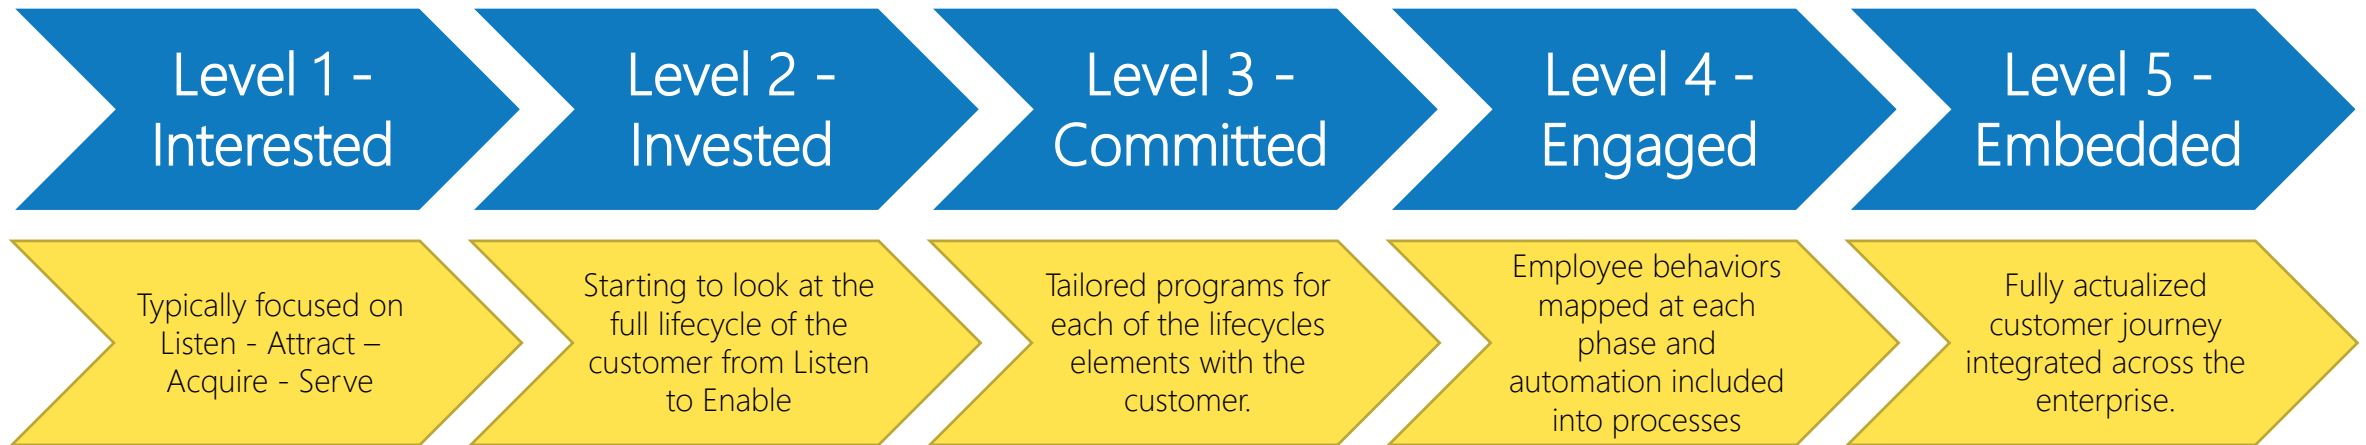 Level 1 -
Interested
Level 2 -
Invested
Level 3 -
Committed
Level 4 -
Engaged
Level 5 -
Embedded
Typically focused on
Listen - Attract –
Acquire - Serve
Starting to look at the
full lifecycle of the
customer from Listen
to Enable
Tailored programs for
each of the lifecycles
elements with the
customer.
Employee behaviors
mapped at each
phase and
automation included
into processes
Fully actualized
customer journey
integrated across the
enterprise.